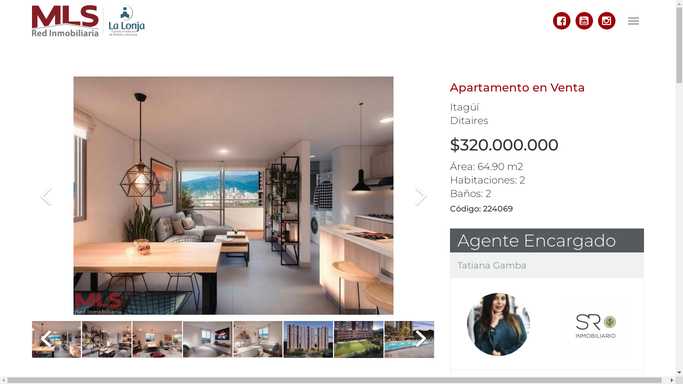 MLS
Red Inmobiliaria
La Lonja
Apartamento en Venta
Itagüí
Ditaires
$320.000.000
Área: 64.90 m2
Habitaciones: 2
Baños: 2
Código: 224069
Agente Encargado
Tatiana Gamba
MLS
Red Inmobiliaria
SR
INMOBILIARIO